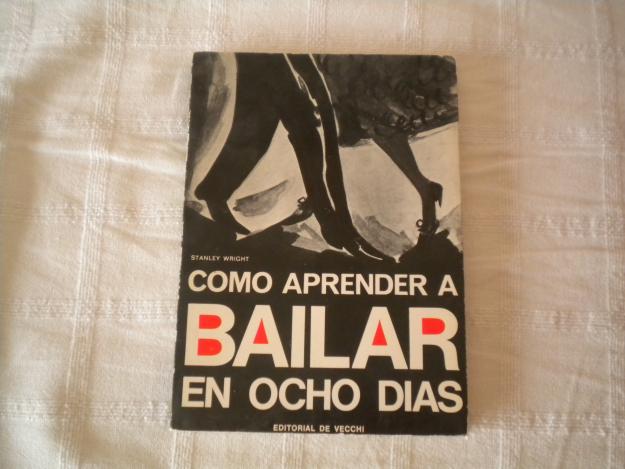 STANLEY WRIGHT
COMO APRENDER A
BAILAR
EN OCHO DIAS
EDITORIAL DE VECCHI